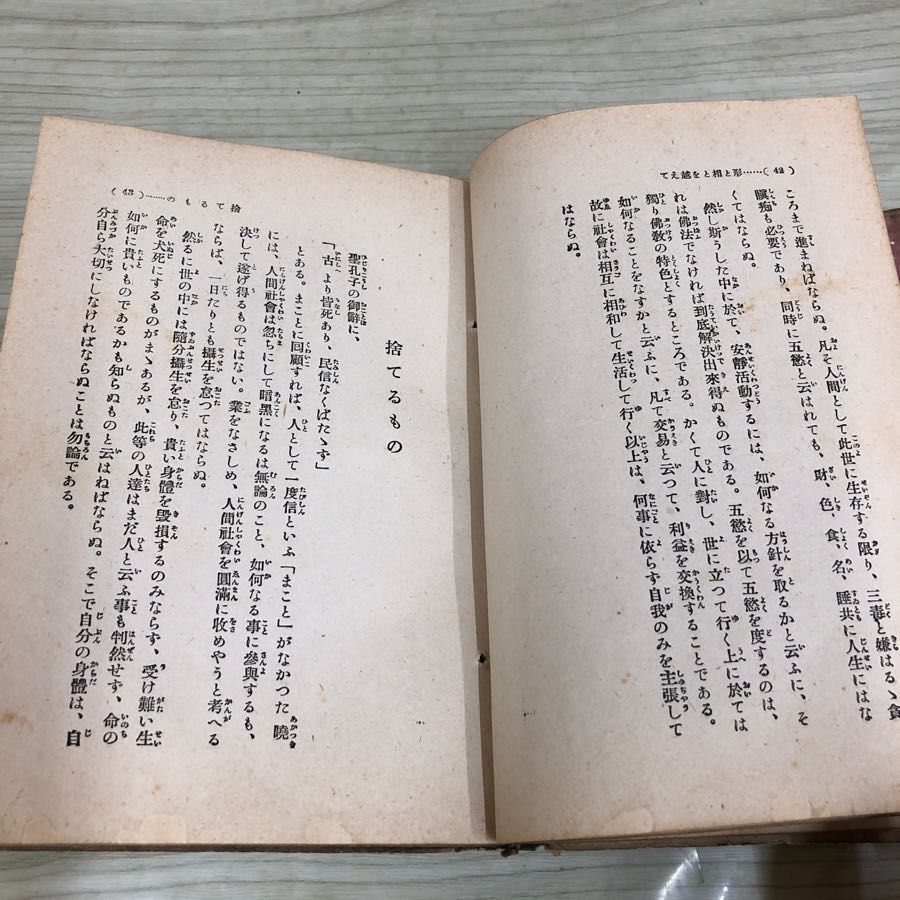 てえ越をと相と形……(42)
ころまで進まねばならぬ。凡そ人間として此世に生存する限り、三毒と嫌はるゝ貪
瞋痴も必要であり、同時に五慾と云はれても、財、色、食、名、睡共に人生にはな
くてはならぬ。
然し斯うした中に於て、安靜活動するには、如何なる方針を取るかと云ふに、そ
れは佛法でなければ到底解決出來得ぬものである。五慾を以て五慾を度するのは、
獨り佛敎の特色とするところである。かくて人に對し、世に立つて行く上に於ては
如何なることをなすかと云ふに、凡て交易と云つて、利益を交換することである。
故に社會は相互に相和して生活して行く以上は、何事に依らず自我のみを主張して
はならぬ。
(43)……のもるて捨
捨てるもの
聖孔子の御辭に、
「古より皆死あり、民信なくばたゝす」
とある。まことに回顧すれば、人として一度信といふ「まこと」がなかつた曉
には、人間社會は忽ちにして暗黑になるは無論のこと、如何なる事に參與するも、
決して遂げ得るものではない。業をなさしめ、人間社會を圓滿に收めやうと考へる
ならば、一日たりとも攝生を怠つてはならぬ。
然るに世の中には隨分攝生を怠り、貴い身體を毀損するのみならず、受け難い生
命を犬死にするものがまゝあるが、此等の人達はまだ人と云ふ事も判然せず、命の
如何に貴いものであるかも知らぬものと云はねばならぬ。そこで自分の身體は、自
分自ら大切にしなければならぬことは勿論である。